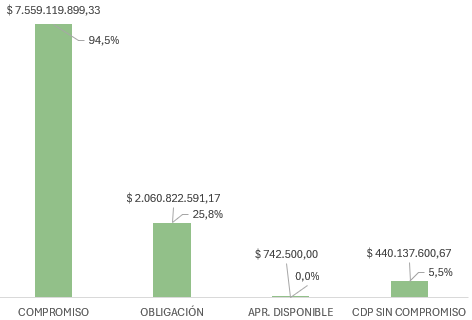 $ 7.559.119.899,33
94,5%
$ 2.060.822.591,17
25,8%
$ 742.500,00
0,0%
$ 440.137.600,67
5,5%
COMPROMISO
OBLIGACIÓN
APR. DISPONIBLE
CDP SIN COMPROMISO